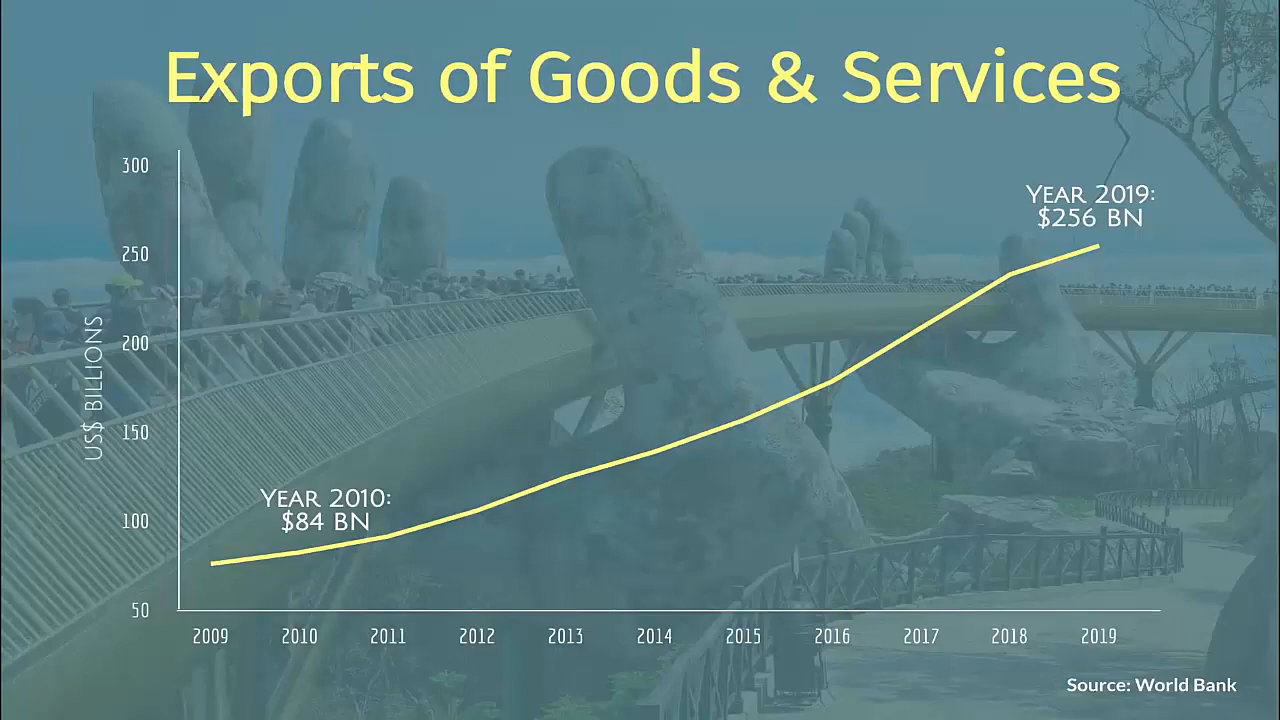 Exports of Goods & Services
300
250
200
150
100
50
US$ BILLIONS
YEAR 2010:
$84 BN
YEAR 2019:
$256 BN
2009 2010 2011 2012 2013 2014 2015 2016 2017 2018 2019
Source: World Bank